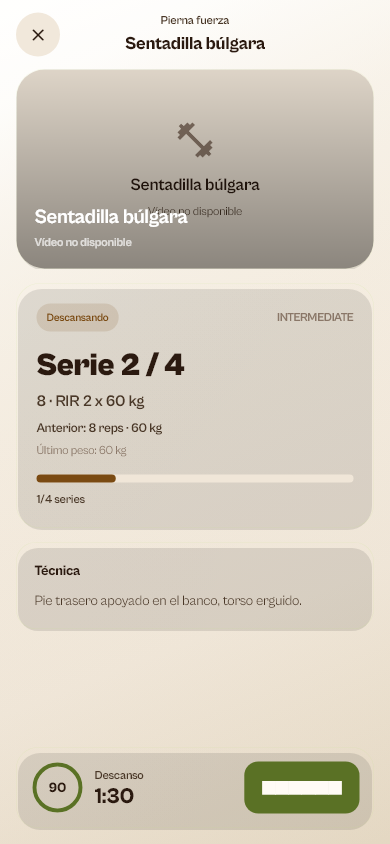 Pierna fuerza
Sentadilla búlgara
Sentadilla búlgara
Vídeo no disponible
Sentadilla búlgara
Vídeo no disponible
Descansando
INTERMEDIATE
Serie 2 / 4
8 · RIR 2 x 60 kg
Anterior: 8 reps · 60 kg
Último peso: 60 kg
1/4 series
Técnica
Pie trasero apoyado en el banco, torso erguido.
90
Descanso
1:30